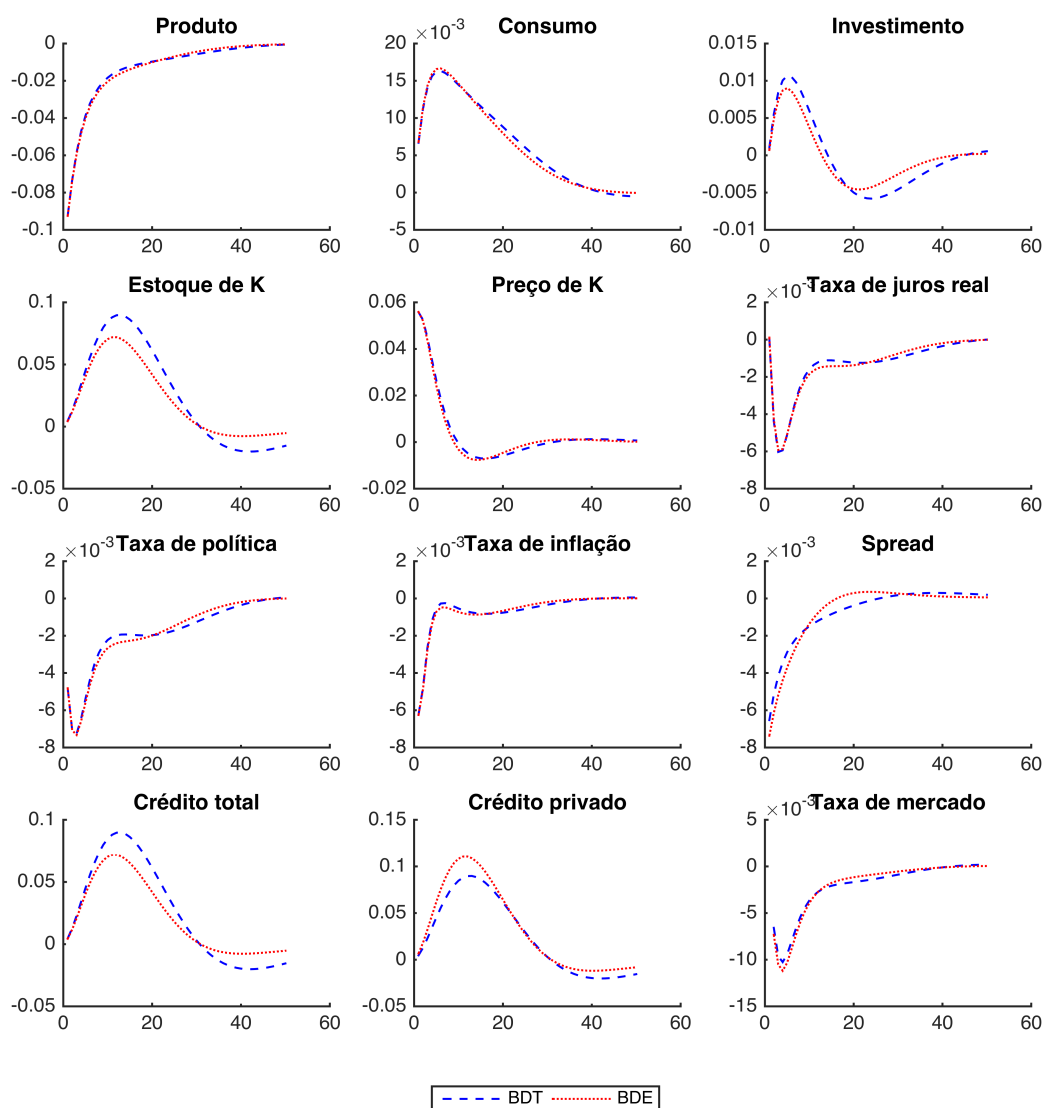 Produto
0
-0.02
-0.04
-0.06
-0.08
-0.1
0 20 40 60
Consumo
×10-3
20
15
10
5
0
-5
0 20 40 60
Investimento
0.015
0.01
0.005
0
-0.005
-0.01
0 20 40 60
Estoque de K
0.1
0.05
0
-0.05
0 20 40 60
Preço de K
0.06
0.04
0.02
0
-0.02
0 20 40 60
×10-3 Taxa de juros real
2
0
-2
-4
-6
-8
0 20 40 60
×10-3 Taxa de política
2
0
-2
-4
-6
-8
0 20 40 60
×10-3 Taxa de inflação
2
0
-2
-4
-6
-8
0 20 40 60
Spread
×10-3
2
0
-2
-4
-6
-8
0 20 40 60
Crédito total
0.1
0.05
0
-0.05
0 20 40 60
Crédito privado
0.15
0.1
0.05
0
-0.05
0 20 40 60
×10-3 Taxa de mercado
5
0
-5
-10
-15
0 20 40 60
BDT BDE